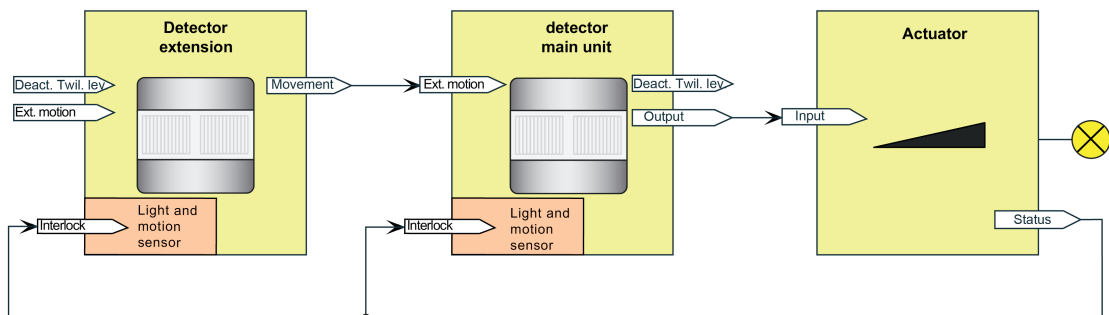 Detector
extension
Deact. Twil. lev
Ext. motion
Movement
Interlock
Light and
motion
sensor
detector
main unit
Ext. motion
Deact. Twil. lev
Output
Interlock
Light and
motion
sensor
Actuator
Input
Status